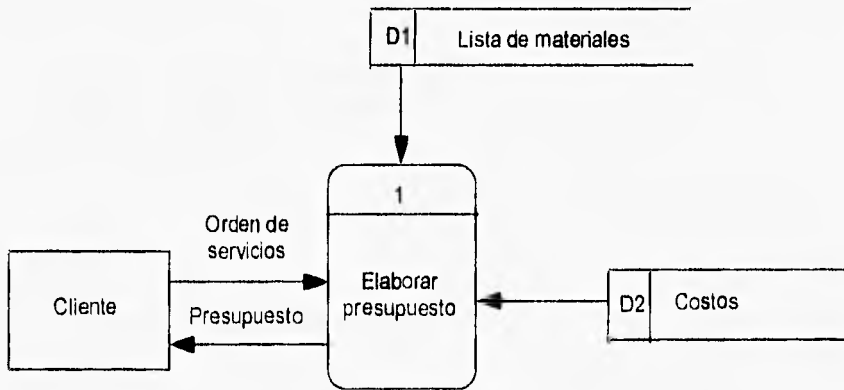 D1 Lista de materiales
1
Orden de
servicios
Elaborar
presupuesto
Cliente
Presupuesto
D2 Costos